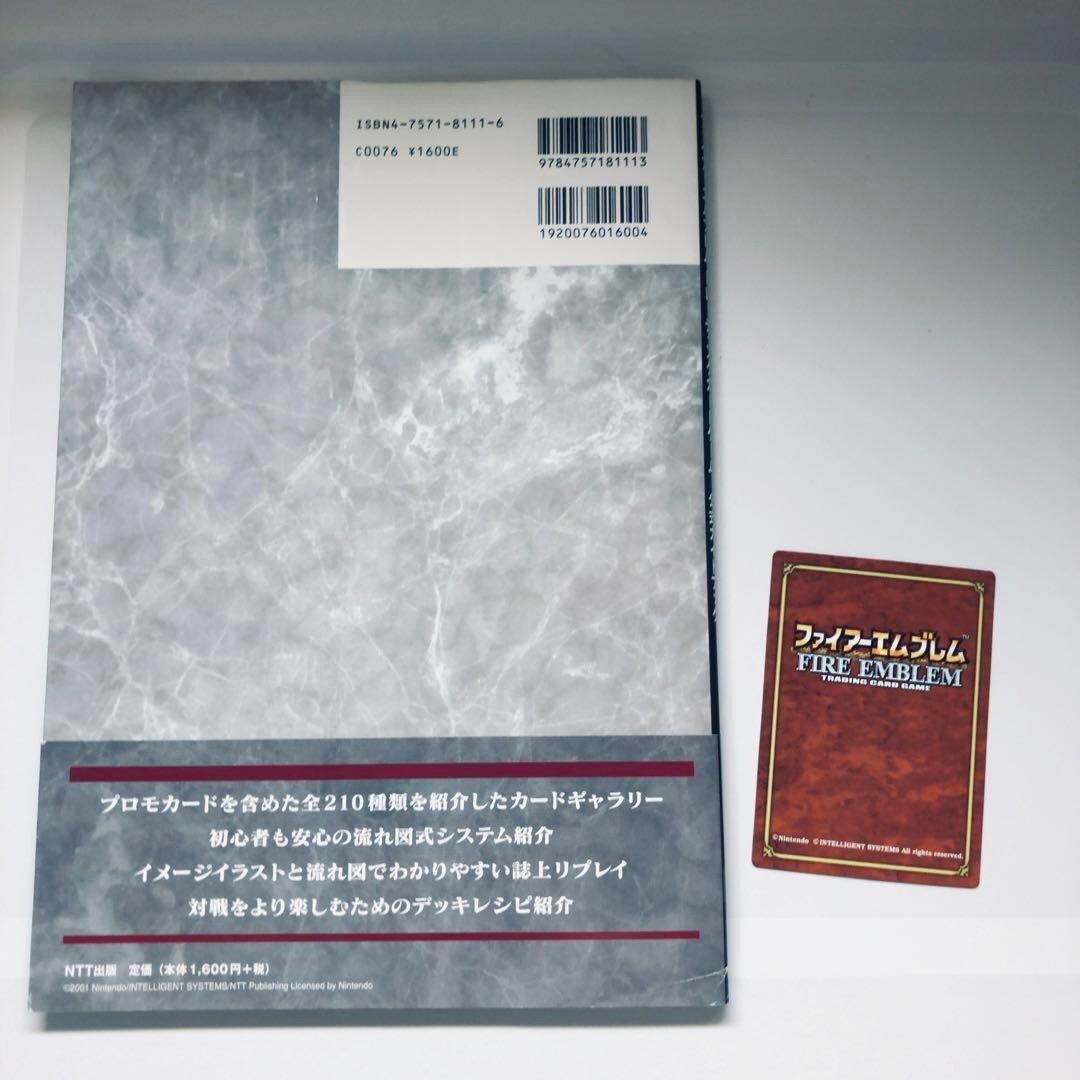 ISBN4-7571-8111-6
C0076 ¥1600E
9784757181113
1920076016004
プロモカードを含めた全210種類を紹介したカードギャラリー
初心者も安心の流れ図式システム紹介
イメージイラストと流れ図でわかりやすい誌上リプレイ
対戦をより楽しむためのデッキレシピ紹介
NTT出版 定価（本体1,600円+税）
©2001 Nintendo/INTELLIGENT SYSTEMS/NTT Publishing Licensed by Nintendo
ファイアーエムブレム™
FIRE EMBLEM
TRADING CARD GAME
©Nintendo ©INTELLIGENT SYSTEMS All rights reserved.